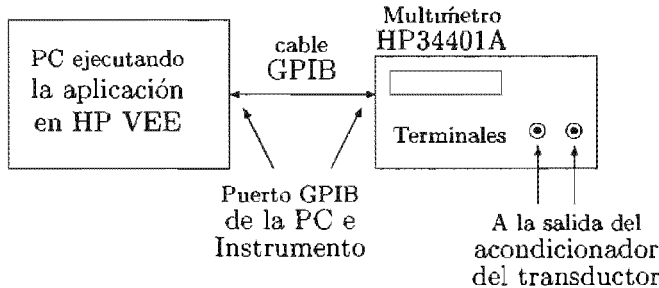 PC ejecutando
la aplicación
en HP VEE
cable
GPIB
Multímetro
HP34401A
Terminales
Puerto GPIB
de la PC e
Instrumento
A la salida del
acondicionador
del transductor